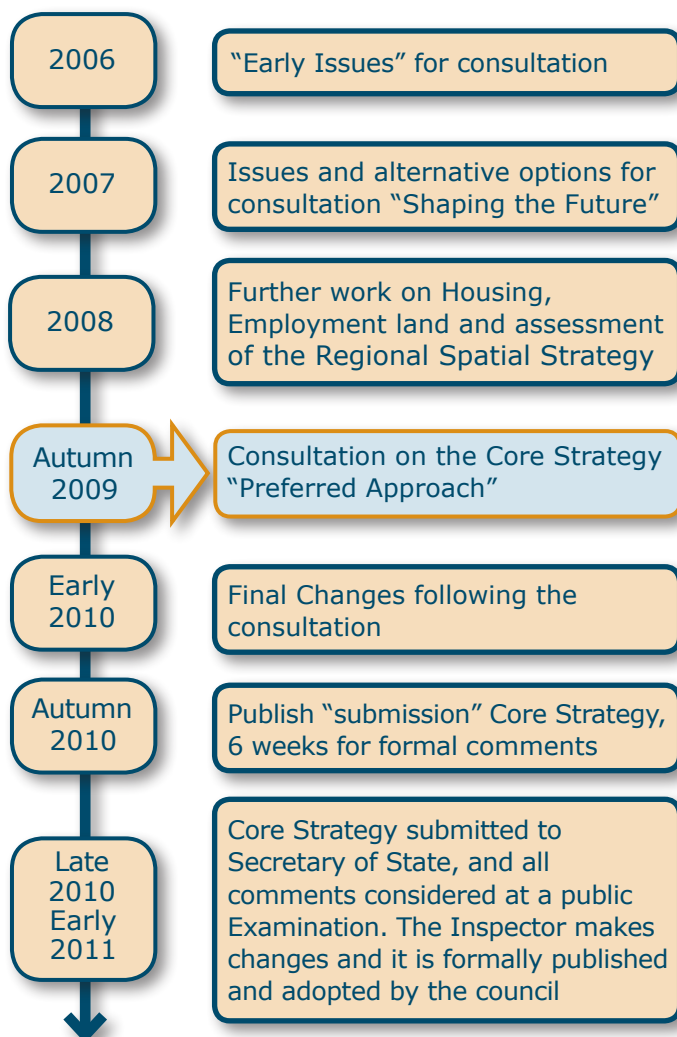 2006
“Early Issues” for consultation
2007
Issues and alternative options for
consultation “Shaping the Future”
2008
Further work on Housing,
Employment land and assessment
of the Regional Spatial Strategy
Autumn
2009
Consultation on the Core Strategy
“Preferred Approach”
Early
2010
Final Changes following the
consultation
Autumn
2010
Publish “submission” Core Strategy,
6 weeks for formal comments
Late
2010
Early
2011
Core Strategy submitted to
Secretary of State, and all
comments considered at a public
Examination. The Inspector makes
changes and it is formally published
and adopted by the council